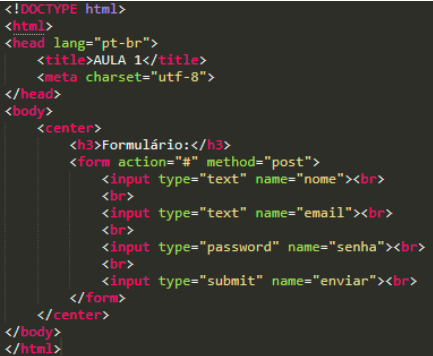 <!DOCTYPE html>
<html>
<head lang="pt-br">
    <title>AULA 1</title>
    <meta charset="utf-8">
</head>
<body>
    <center>
        <h3>Formulário:</h3>
        <form action="#" method="post">
            <input type="text" name="nome"><br>
            <br>
            <input type="text" name="email"><br>
            <br>
            <input type="password" name="senha"><br>
            <br>
            <input type="submit" name="enviar"><br>
        </form>
    </center>
</body>
</html>